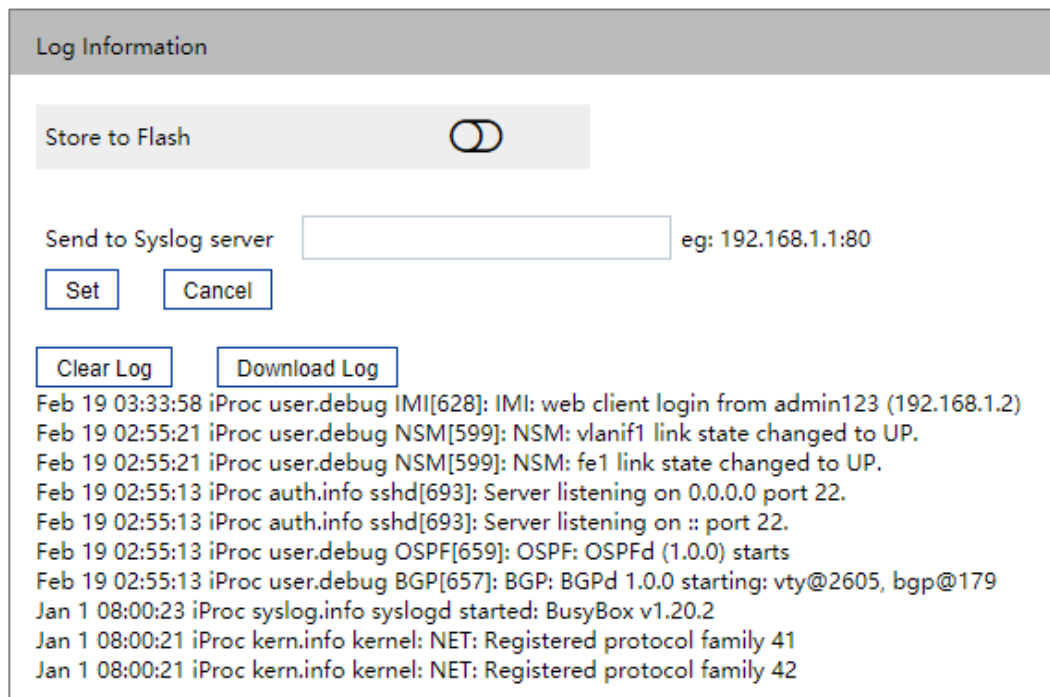 Log Information
Store to Flash
Send to Syslog server eg: 192.168.1.1:80
Set Cancel
Clear Log Download Log
Feb 19 03:33:58 iProc user.debug IMI[628]: IMI: web client login from admin123 (192.168.1.2)
Feb 19 02:55:21 iProc user.debug NSM[599]: NSM: vlanif1 link state changed to UP.
Feb 19 02:55:21 iProc user.debug NSM[599]: NSM: fe1 link state changed to UP.
Feb 19 02:55:13 iProc auth.info sshd[693]: Server listening on 0.0.0.0 port 22.
Feb 19 02:55:13 iProc auth.info sshd[693]: Server listening on :: port 22.
Feb 19 02:55:13 iProc user.debug OSPF[659]: OSPF: OSPFd (1.0.0) starts
Feb 19 02:55:13 iProc user.debug BGP[657]: BGP: BGPd 1.0.0 starting: vty@2605, bgp@179
Jan 1 08:00:23 iProc syslog.info syslogd started: BusyBox v1.20.2
Jan 1 08:00:21 iProc kern.info kernel: NET: Registered protocol family 41
Jan 1 08:00:21 iProc kern.info kernel: NET: Registered protocol family 42